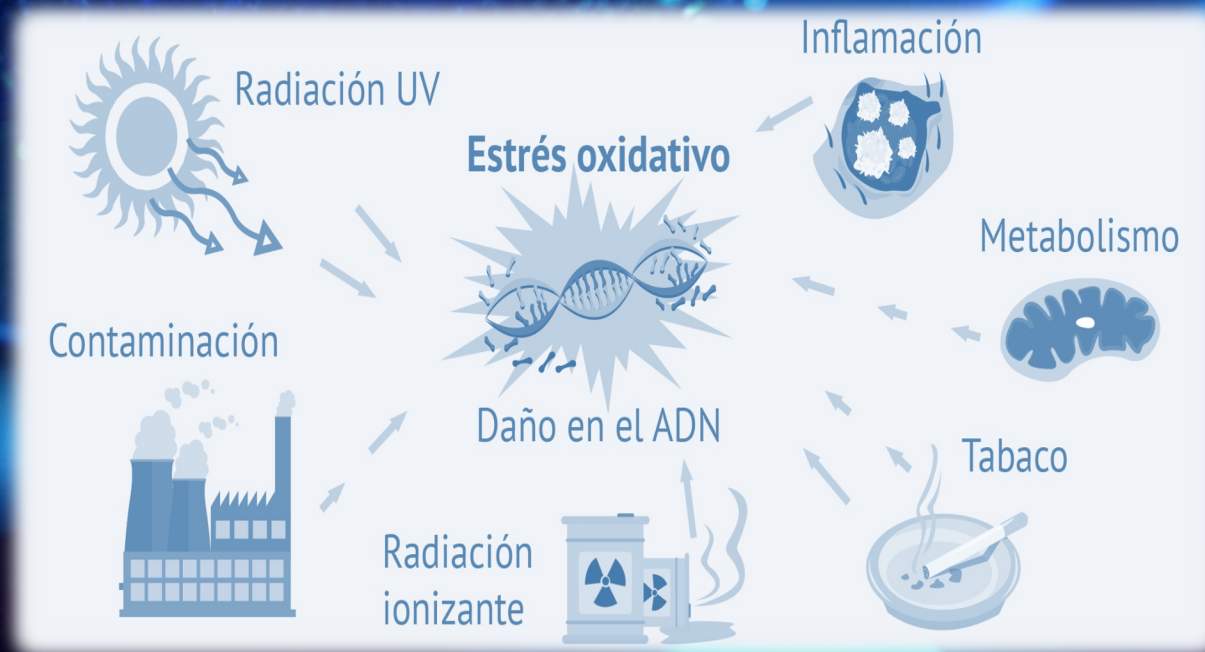 Inflamación
Radiación UV
Estrés oxidativo
Metabolismo
Contaminación
Daño en el ADN
Tabaco
Radiación
ionizante